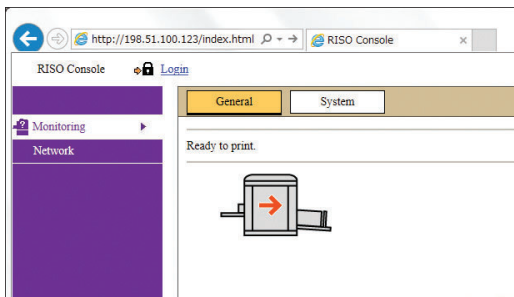 http://198.51.100.123/index.html
RISO Console
RISO Console
Login
General
System
Monitoring
Network
Ready to print.